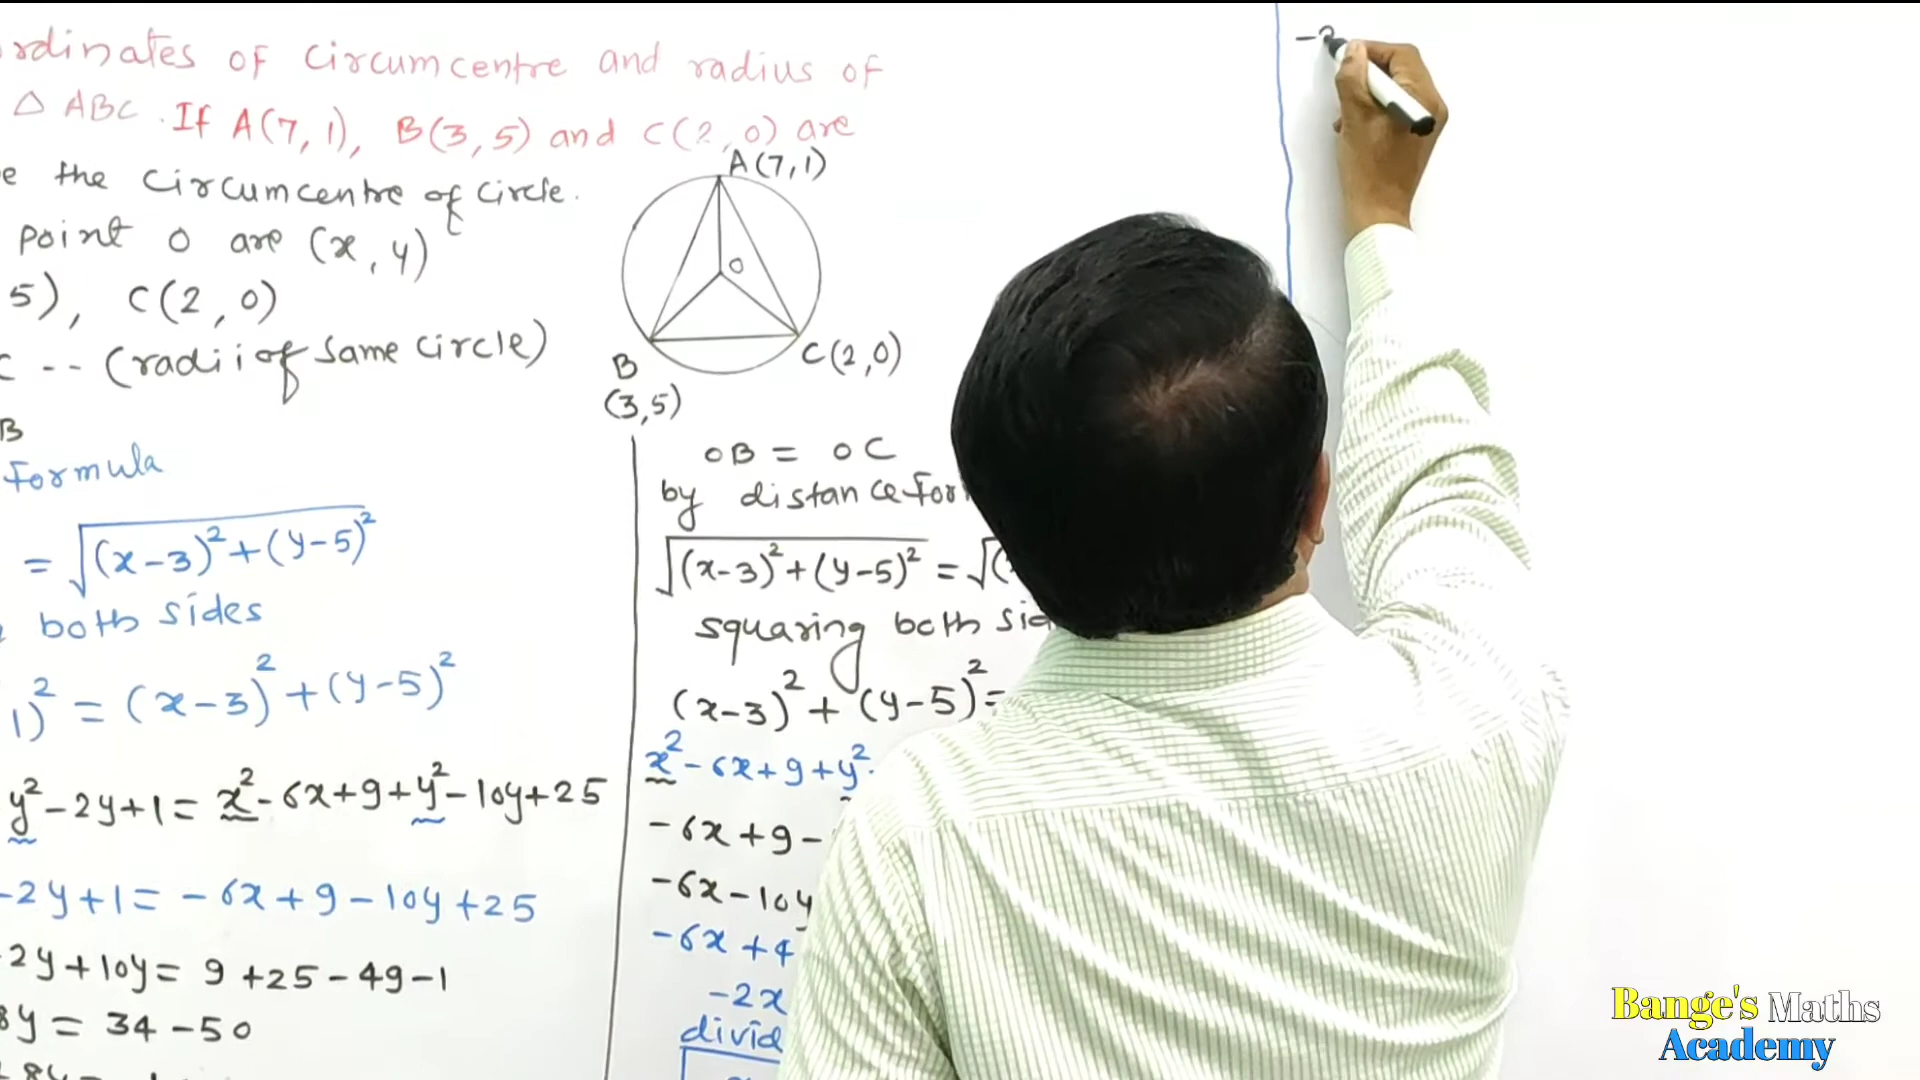 ordinates of circumcentre and radius of
△ ABC. If A(7, 1), B(3, 5) and C(2, 0) are
e the circumcentre of circle.
point O are (x, y)
5), C(2, 0)
C -- (radii of same circle)
B
formula
= √(x-3)²+(y-5)²
both sides
1)² = (x-3)²+(y-5)²
y²-2y+1= x²-6x+9+y²-10y+25
-2y+1= -6x+9-10y+25
2y+10y= 9+25-49-1
8y = 34-50
A(7,1)
O
B
(3,5)
C(2,0)
OB = OC
by distance for
√(x-3)²+(y-5)² = √(
squaring both sid
(x-3)²+(y-5)²=
x²-6x+9+y²
-6x+9-
-6x-10y
-6x+4
-2x
divid
Bange's Maths
Academy